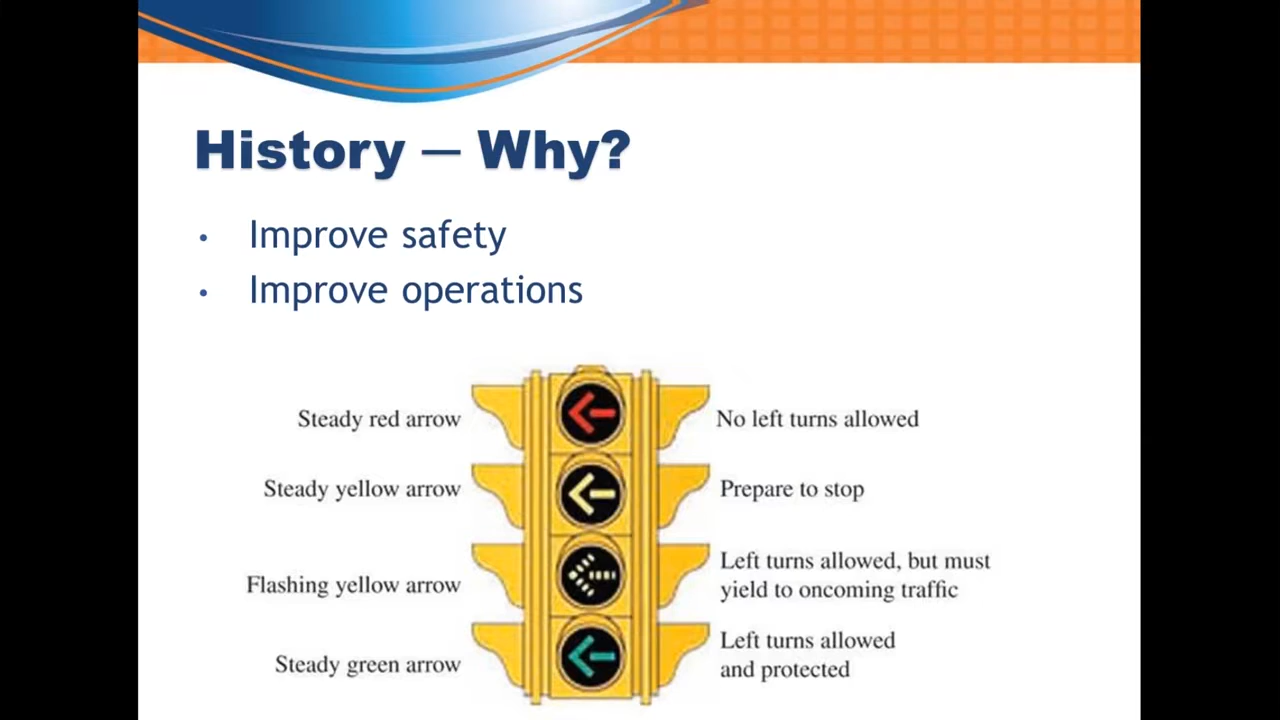 History — Why?
• Improve safety
• Improve operations
Steady red arrow
No left turns allowed
Steady yellow arrow
Prepare to stop
Flashing yellow arrow
Left turns allowed, but must
yield to oncoming traffic
Steady green arrow
Left turns allowed
and protected